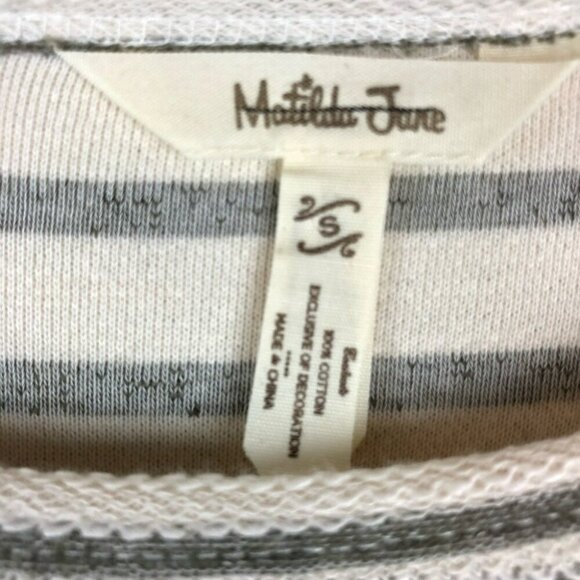 Matilda Jane
S
100% COTTON
EXCLUSIVE OF DECORATION
MADE in CHINA